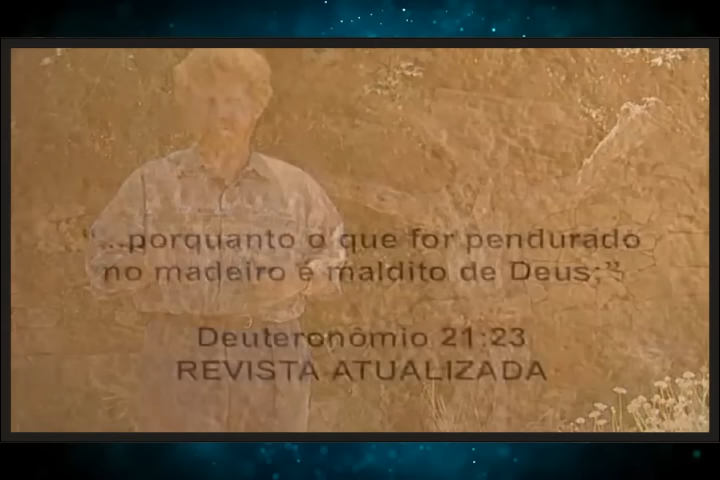 "...porquanto o que for pendurado
no madeiro é maldito de Deus;"
Deuteronômio 21:23
REVISTA ATUALIZADA